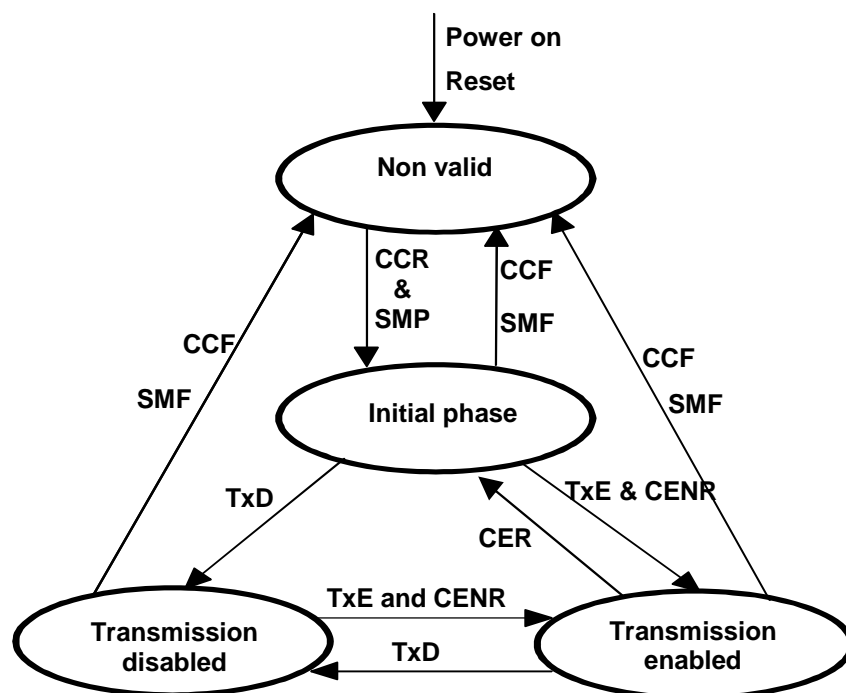 Power on
Reset
Non valid
CCR
&
SMP
CCF
SMF
CCF
SMF
CCF
SMF
Initial phase
TxD
TxE & CENR
CER
TxE and CENR
Transmission
disabled
TxD
Transmission
enabled